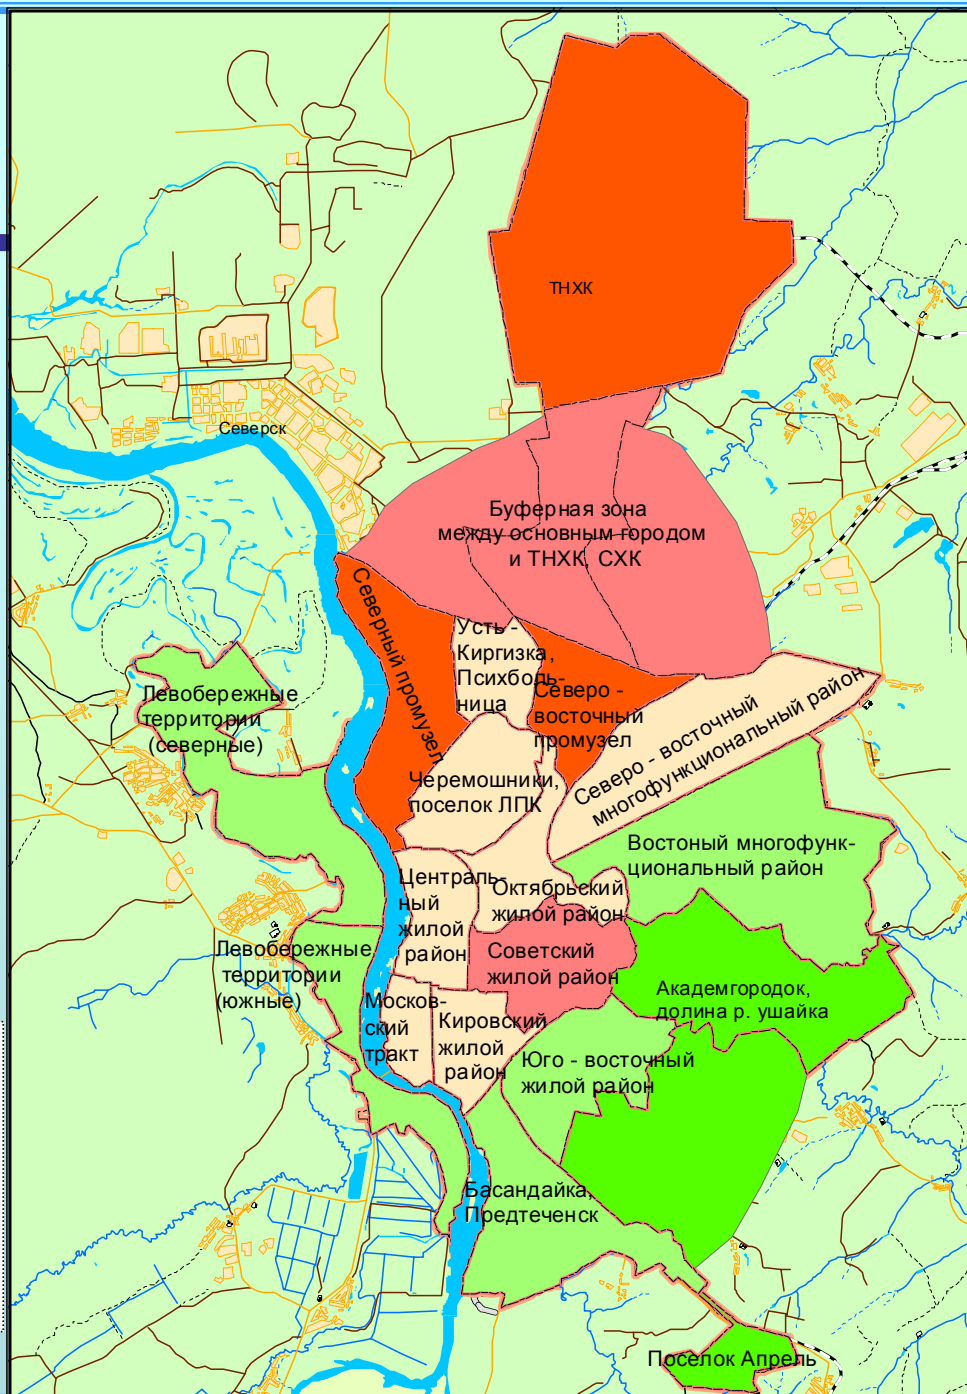 ТНХК
Северск
Буферная зона
между основным городом
и ТНХК, СХК
Северный промузел
Усть -
Киргизка,
Психболь-
ница
Северо -
восточный
промузел
Северо - восточный
многофункциональный район
Левобережные
территории
(северные)
Черемошники,
поселок ЛПК
Востоный многофунк-
циональный район
Централь-
ный
жилой
район
Октябрьский
жилой район
Советский
жилой район
Левобережные
территории
(южные)
Москов-
ский
тракт
Кировский
жилой
район
Академгородок,
долина р. ушайка
Юго - восточный
жилой район
Басандайка,
Предтеченск
Поселок Апрель